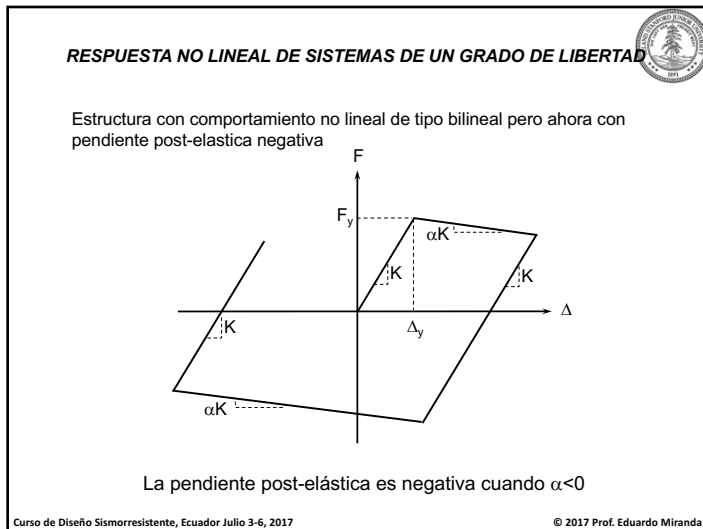 RESPUESTA NO LINEAL DE SISTEMAS DE UN GRADO DE LIBERTAD
Estructura con comportamiento no lineal de tipo bilineal pero ahora con
pendiente post-elastica negativa
F
Fy
αK
K
K
Δ
Δy
K
αK
La pendiente post-elástica es negativa cuando α<0
Curso de Diseño Sismorresistente, Ecuador Julio 3-6, 2017
© 2017 Prof. Eduardo Miranda